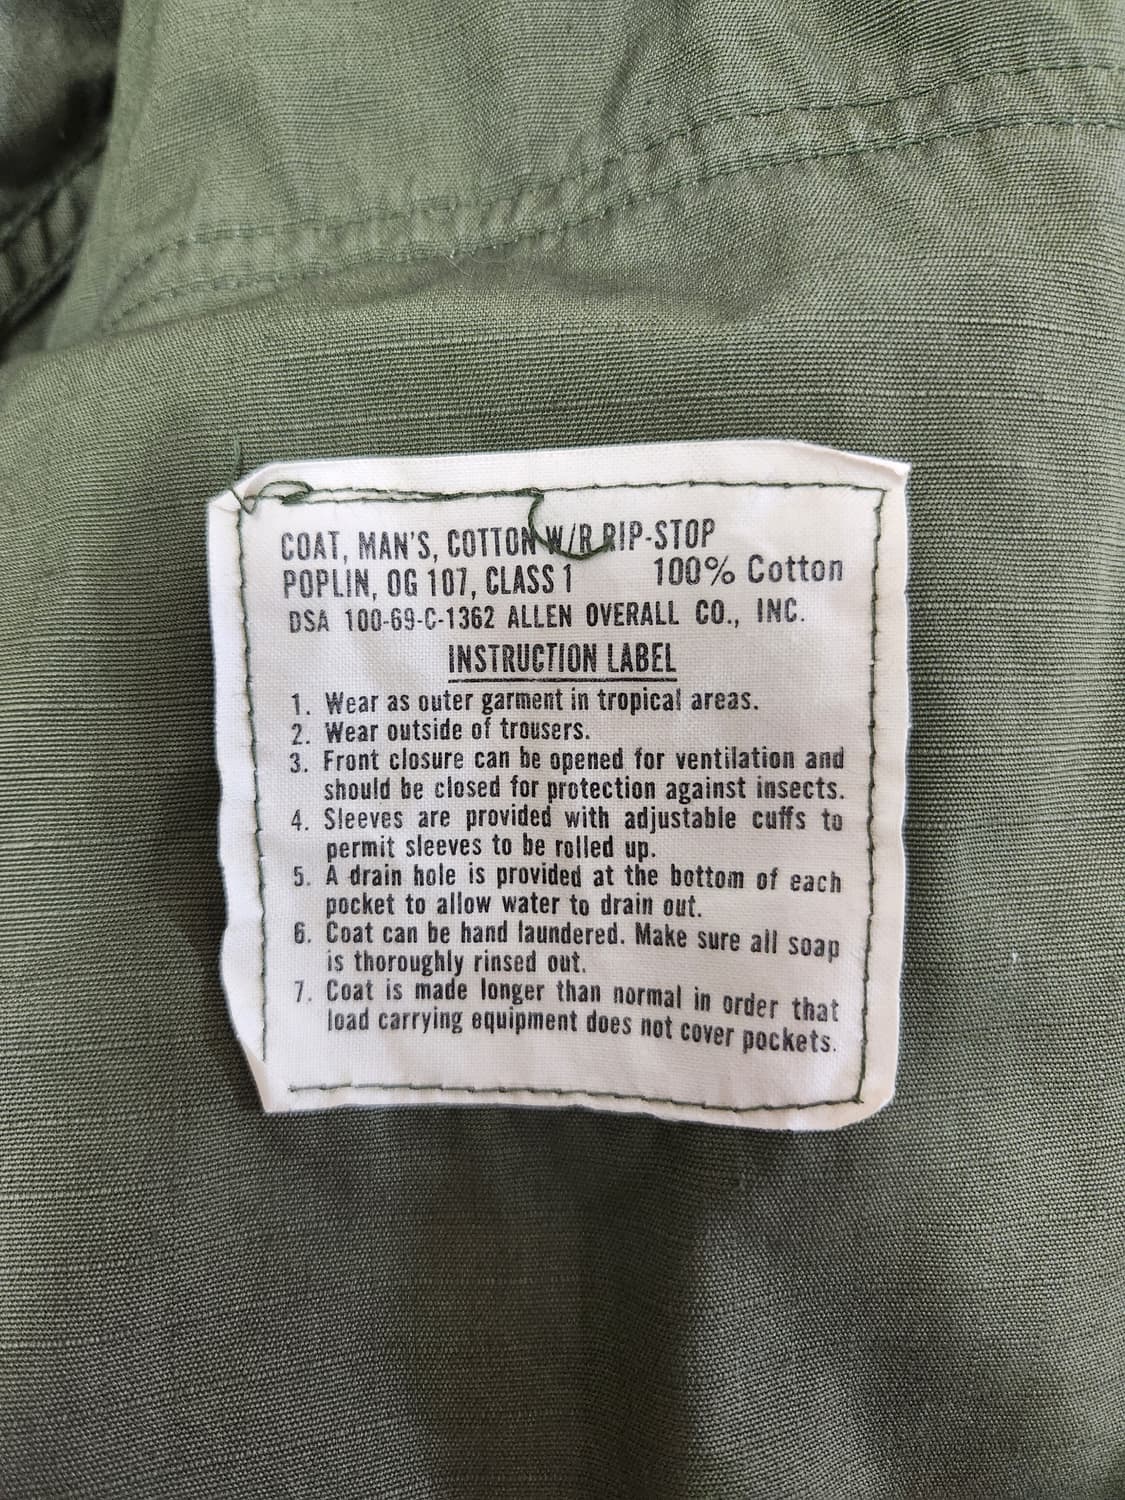 COAT, MAN'S, COTTON W/R RIP-STOP
POPLIN, OG 107, CLASS 1 100% Cotton
DSA 100-69-C-1362 ALLEN OVERALL CO., INC.
INSTRUCTION LABEL
1. Wear as outer garment in tropical areas.
2. Wear outside of trousers.
3. Front closure can be opened for ventilation and
should be closed for protection against insects.
4. Sleeves are provided with adjustable cuffs to
permit sleeves to be rolled up.
5. A drain hole is provided at the bottom of each
pocket to allow water to drain out.
6. Coat can be hand laundered. Make sure all soap
is thoroughly rinsed out.
7. Coat is made longer than normal in order that
load carrying equipment does not cover pockets.